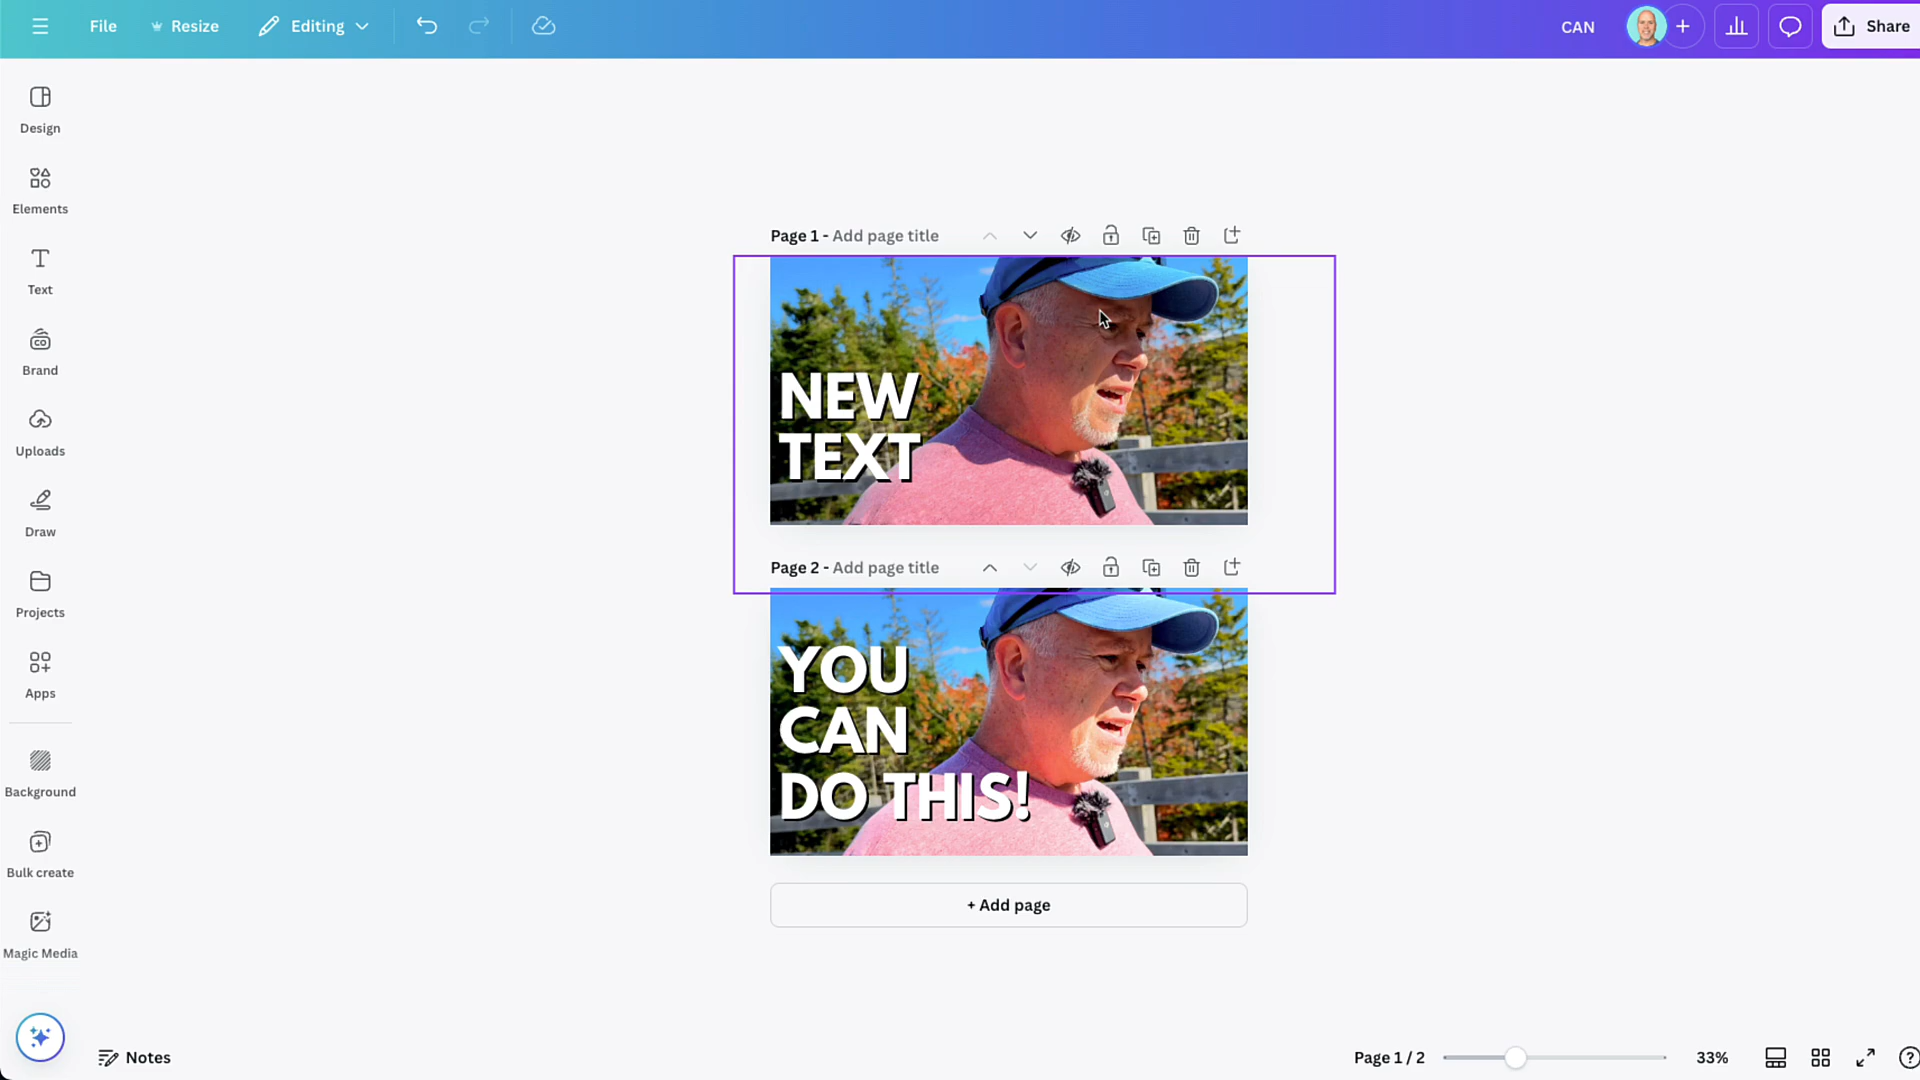 File
Resize
Editing
CAN
Share
Design
Elements
Text
Brand
Uploads
Draw
Projects
Apps
Background
Bulk create
Magic Media
Page 1 - Add page title
NEW
TEXT
Page 2 - Add page title
YOU
CAN
DO THIS!
+ Add page
Notes
Page 1 / 2
33%